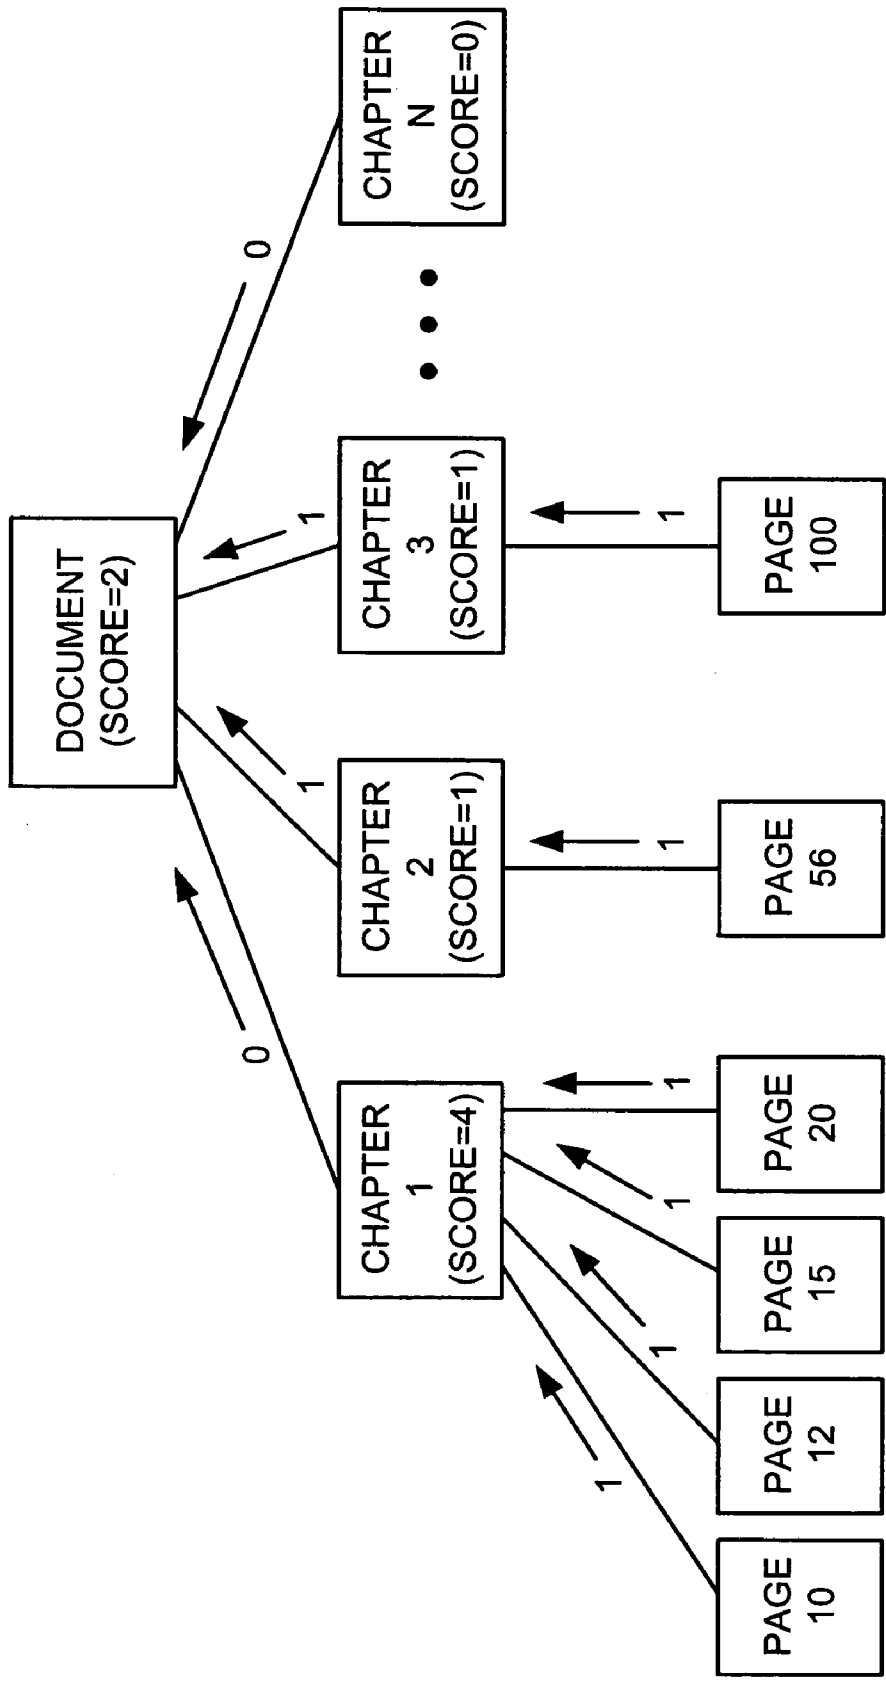 DOCUMENT
(SCORE=2)
0
1
1
0
CHAPTER
1
(SCORE=4)
CHAPTER
2
(SCORE=1)
CHAPTER
3
(SCORE=1)
CHAPTER
N
(SCORE=0)
1
1
1
1
1
1
PAGE
10
PAGE
12
PAGE
15
PAGE
20
PAGE
56
PAGE
100